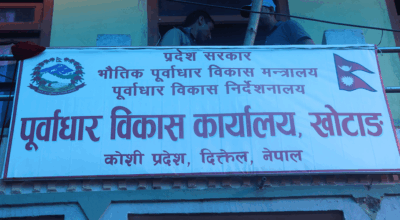 प्रदेश सरकार
भौतिक पूर्वाधार विकास मन्त्रालय
पूर्वाधार विकास निर्देशनालय
पूर्वाधार विकास कार्यालय, खोटाङ
कोशी प्रदेश, दिक्तेल, नेपाल